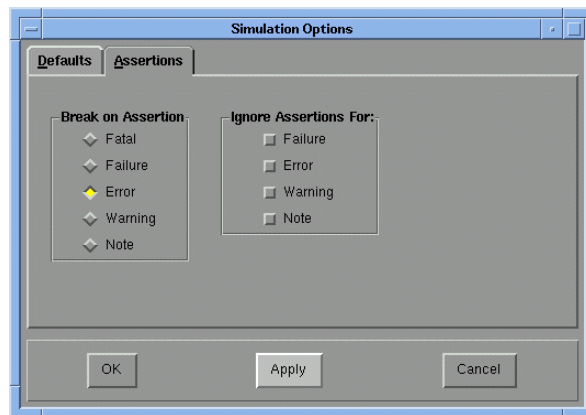 Simulation Options
Defaults Assertions
Break on Assertion
Fatal
Failure
Error
Warning
Note
Ignore Assertions For:
Failure
Error
Warning
Note
OK Apply Cancel